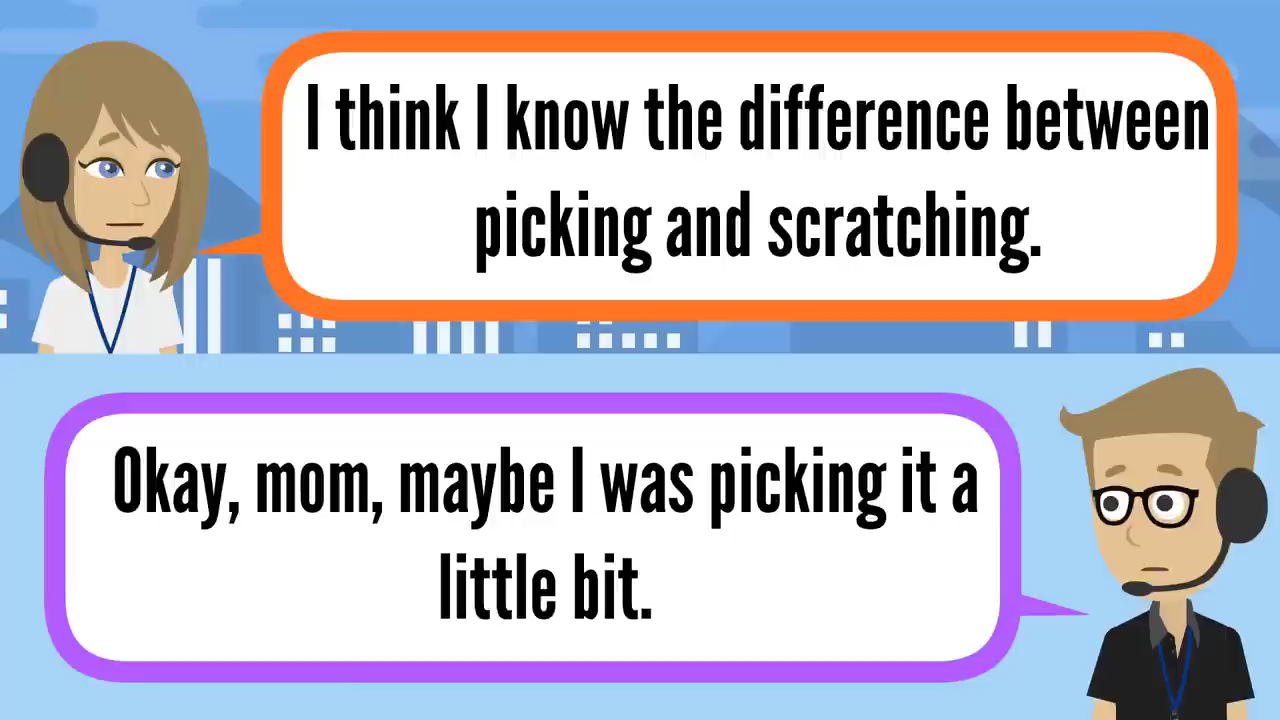 I think I know the difference between
picking and scratching.
Okay, mom, maybe I was picking it a
little bit.